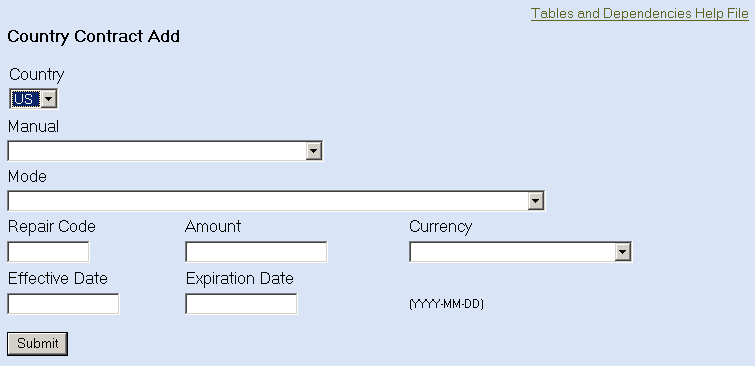 Tables and Dependencies Help File
Country Contract Add
Country
US
Manual
Mode
Repair Code Amount Currency
Effective Date Expiration Date
(YYYY-MM-DD)
Submit